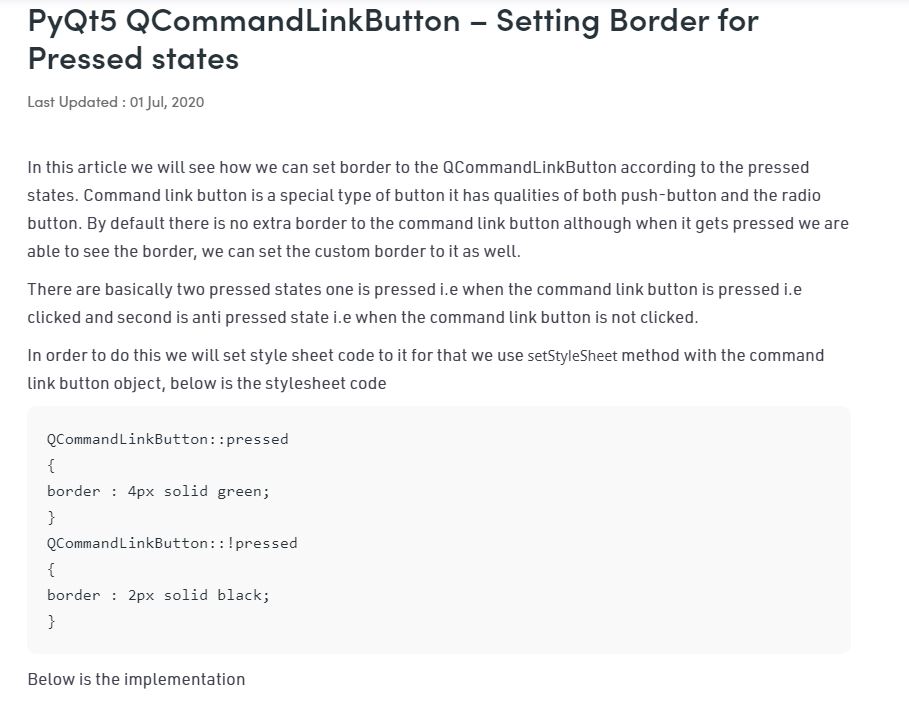 PyQt5 QCommandLinkButton – Setting Border for
Pressed states
Last Updated : 01 Jul, 2020
In this article we will see how we can set border to the QCommandLinkButton according to the pressed
states. Command link button is a special type of button it has qualities of both push-button and the radio
button. By default there is no extra border to the command link button although when it gets pressed we are
able to see the border, we can set the custom border to it as well.
There are basically two pressed states one is pressed i.e when the command link button is pressed i.e
clicked and second is anti pressed state i.e when the command link button is not clicked.
In order to do this we will set style sheet code to it for that we use setStyleSheet method with the command
link button object, below is the stylesheet code
QCommandLinkButton::pressed
{
border : 4px solid green;
}
QCommandLinkButton::!pressed
{
border : 2px solid black;
}
Below is the implementation